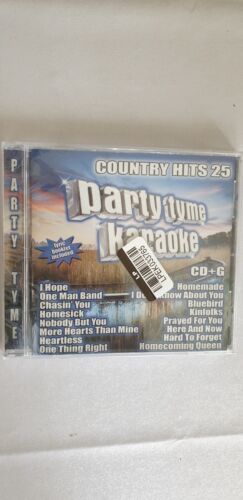 COUNTRY HITS 25
party tyme
karaoke
lyric
booklet
included
CD+G
PARTY TYME
I Hope
One Man Band
Chasin' You
Homesick
Nobody But You
More Hearts Than Mine
Heartless
One Thing Right
Homemade
I Know About You
Bluebird
Kinfolks
Prayed For You
Here And Now
Hard To Forget
Homecoming Queen